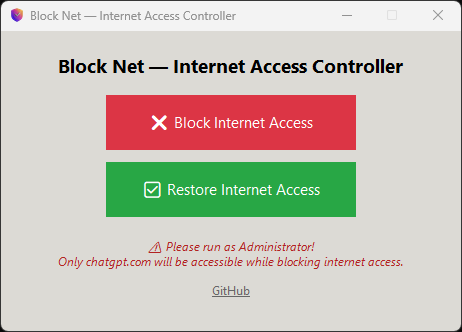 Block Net — Internet Access Controller
Block Net — Internet Access Controller
❌ Block Internet Access
☑ Restore Internet Access
⚠ Please run as Administrator!
Only chatgpt.com will be accessible while blocking internet access.
GitHub